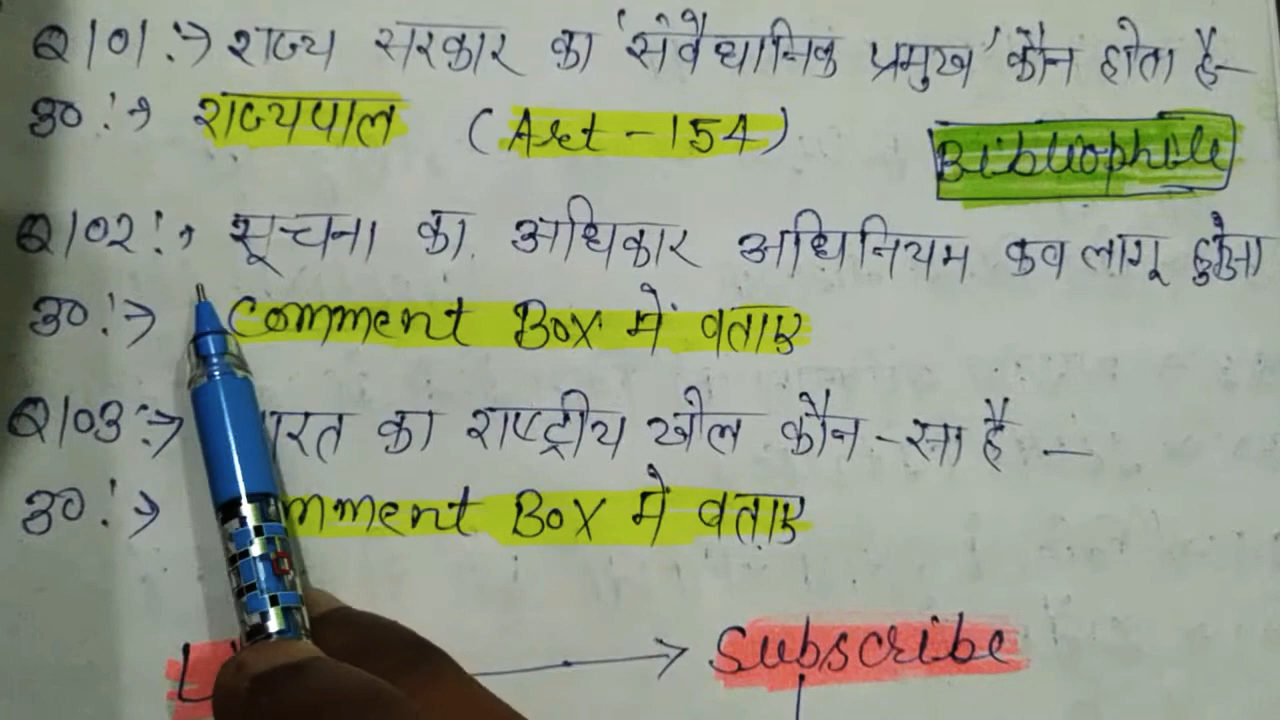 Q101:→ राज्य सरकार का 'संवैधानिक प्रमुख' कौन होता है—
उ०:→ राज्यपाल (Art-154)
Bibliophile
Q102:→ सूचना का अधिकार अधिनियम कब लागू हुआ
उ०:→ Comment Box में बताए
Q103:→ रत का राष्ट्रीय खेल कौन-सा है —
उ०:→ mment Box में बताए
L → Subscribe